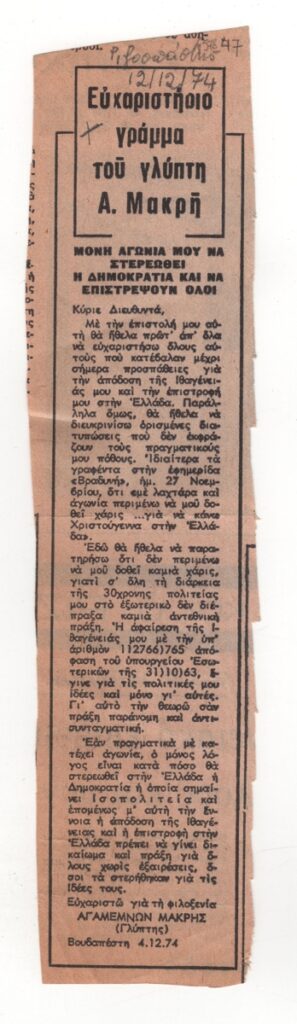 Ριζοσπάστης
47
12/12/74
Εὐχαριστήριο
γράμμα
τοῦ γλύπτη
Α. Μακρῆ
ΜΟΝΗ ΑΓΩΝΙΑ ΜΟΥ ΝΑ
ΣΤΕΡΕΩΘΕΙ
Η ΔΗΜΟΚΡΑΤΙΑ ΚΑΙ ΝΑ
ΕΠΙΣΤΡΕΨΟΥΝ ΟΛΟΙ
Κύριε Διευθυντά,
Μὲ τὴν ἐπιστολή μου αὐ-
τὴ θὰ ἤθελα πρῶτ' ἀπ' ὅλα
νὰ εὐχαριστήσω ὅλους αὐ-
τοὺς ποὺ κατέβαλαν μέχρι
σήμερα προσπάθειες γιὰ
τὴν ἀπόδοση τῆς ἰθαγένει-
άς μου καὶ τὴν ἐπιστροφή
μου στὴν Ἑλλάδα. Παράλ-
ληλα ὅμως, θὰ ἤθελα νὰ
διευκρινίσω ὁρισμένες δια-
τυπώσεις ποὺ δὲν ἐκφρά-
ζουν τοὺς πραγματικούς
μου πόθους. Ἰδιαίτερα τὰ
γραφέντα στὴν ἐφημερίδα
«Βραδυνή», ἡμ. 27 Νοεμ-
βρίου, ὅτι «μὲ λαχτάρα καὶ
ἀγωνία περιμένω νὰ μοῦ δο-
θεῖ χάρις ...γιὰ νὰ κάνω
Χριστούγεννα στὴν Ἑλλά-
δα».
Ἐδῶ θὰ ἤθελα νὰ παρα-
τηρήσω ὅτι δὲν περιμένω
νὰ μοῦ δοθεῖ καμιὰ χάρις,
γιατὶ σ' ὅλη τὴ διάρκεια
τῆς 30χρονης πολιτείας
μου στὸ ἐξωτερικὸ δὲν διέ-
πραξα καμιὰ ἀντεθνικὴ
πράξη. Ἡ ἀφαίρεση τῆς ἰ-
θαγένειάς μου μὲ τὴν ὑπ'
ἀριθμὸν 112766)765 ἀπό-
φαση τοῦ ὑπουργείου Ἐσω-
τερικῶν τῆς 31)10)63, ἔ-
γινε γιὰ τὶς πολιτικές μου
ἰδέες καὶ μόνο γι' αὐτές.
Γι' αὐτὸ τὴν θεωρῶ σὰν
πράξη παράνομη καὶ ἀντι-
συνταγματική.
Ἐὰν πραγματικὰ μὲ κα-
τέχει ἀγωνία, ὁ μόνος λό-
γος εἶναι κατὰ πόσο θὰ
στερεωθεῖ στὴν Ἑλλάδα ἡ
Δημοκρατία ἡ ὁποία σημαί-
νει Ἰσοπολιτεία καὶ
ἑπομένως μ' αὐτὴ τὴν ἔν-
νοια ἡ ἀπόδοση τῆς ἰθαγέ-
νειας καὶ ἡ ἐπιστροφὴ στὴν
Ἑλλάδα πρέπει νὰ γίνει δι-
καίωμα καὶ πράξη γιὰ ὅ-
λους χωρὶς ἐξαιρέσεις, ὅ-
σοι τὰ στερήθηκαν γιὰ τὶς
ἰδέες τους.
Εὐχαριστῶ γιὰ τὴ φιλοξενία
ΑΓΑΜΕΜΝΩΝ ΜΑΚΡΗΣ
(Γλύπτης)
Βουδαπέστη 4.12.74